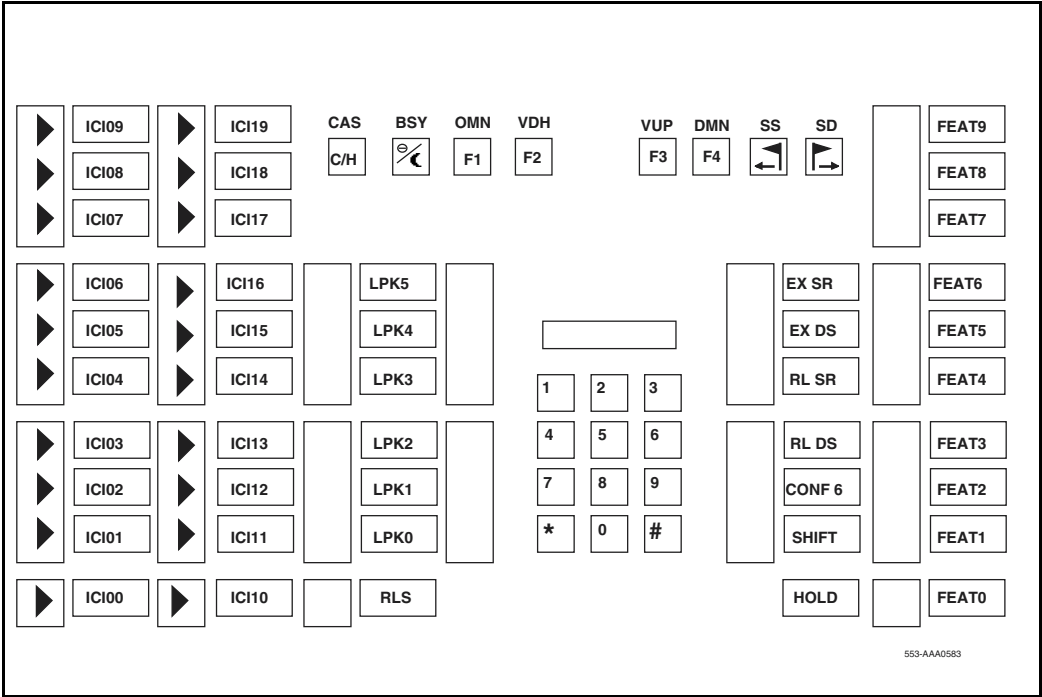 CAS BSY OMN VDH VUP DMN SS SD
ICI09 ICI19 C/H F1 F2 F3 F4 FEAT9
ICI08 ICI18 FEAT8
ICI07 ICI17 FEAT7
ICI06 ICI16 LPK5 EX SR FEAT6
ICI05 ICI15 LPK4 EX DS FEAT5
ICI04 ICI14 LPK3 RL SR FEAT4
1 2 3
ICI03 ICI13 LPK2 4 5 6 RL DS FEAT3
ICI02 ICI12 LPK1 7 8 9 CONF 6 FEAT2
ICI01 ICI11 LPK0 * 0 # SHIFT FEAT1
ICI00 ICI10 RLS HOLD FEAT0
553-AAA0583